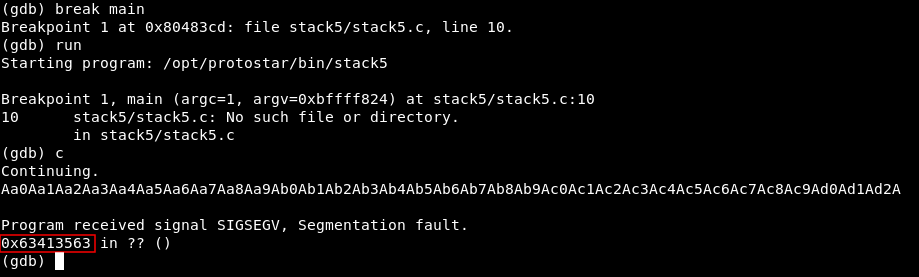 (gdb) break main
Breakpoint 1 at 0x80483cd: file stack5/stack5.c, line 10.
(gdb) run
Starting program: /opt/protostar/bin/stack5
Breakpoint 1, main (argc=1, argv=0xbffff824) at stack5/stack5.c:10
10      stack5/stack5.c: No such file or directory.
        in stack5/stack5.c
(gdb) c
Continuing.
Aa0Aa1Aa2Aa3Aa4Aa5Aa6Aa7Aa8Aa9Ab0Ab1Ab2Ab3Ab4Ab5Ab6Ab7Ab8Ab9Ac0Ac1Ac2Ac3Ac4Ac5Ac6Ac7Ac8Ac9Ad0Ad1Ad2A
Program received signal SIGSEGV, Segmentation fault.
0x63413563 in ?? ()
(gdb)